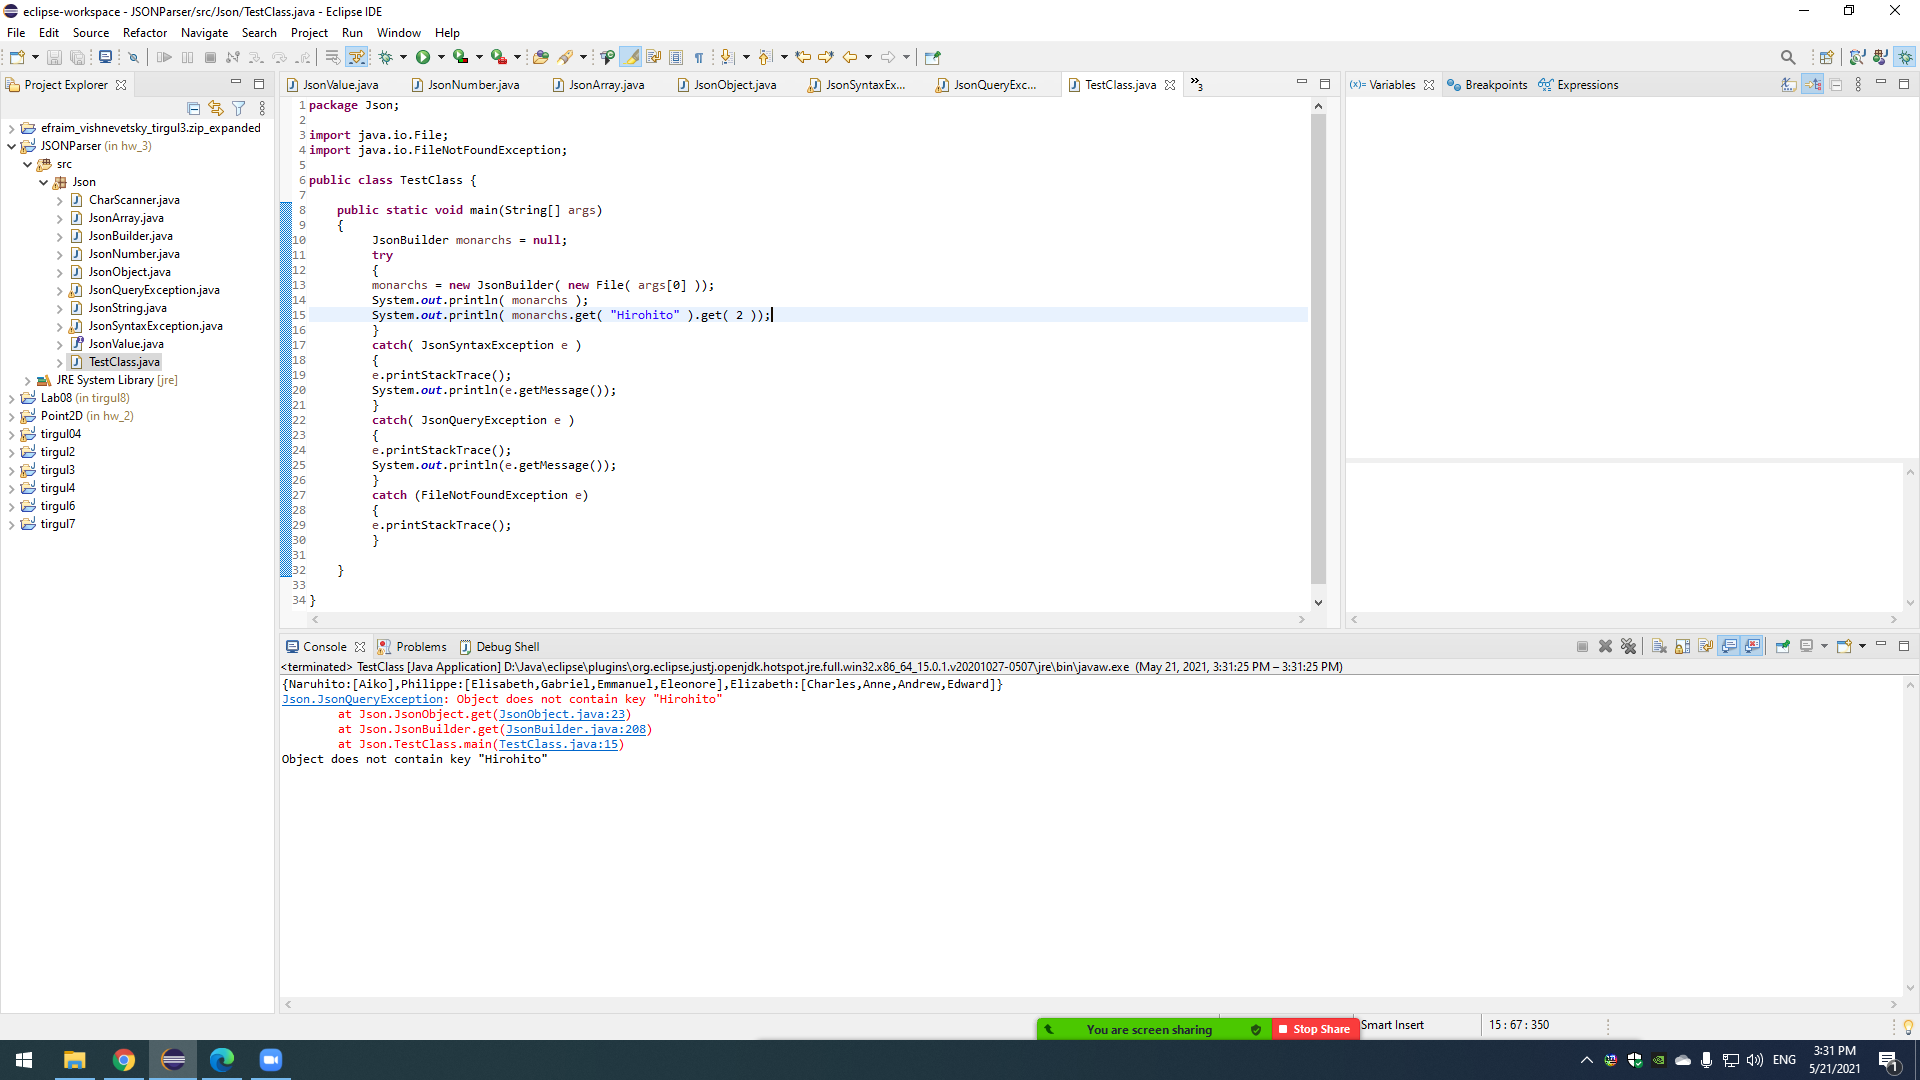 eclipse-workspace - JSONParser/src/Json/TestClass.java - Eclipse IDE
File Edit Source Refactor Navigate Search Project Run Window Help
Project Explorer
efraim_vishnevetsky_tirgul3.zip_expanded
JSONParser (in hw_3)
src
Json
CharScanner.java
JsonArray.java
JsonBuilder.java
JsonNumber.java
JsonObject.java
JsonQueryException.java
JsonString.java
JsonSyntaxException.java
JsonValue.java
TestClass.java
JRE System Library [jre]
Lab08 (in tirgul8)
Point2D (in hw_2)
tirgul04
tirgul2
tirgul3
tirgul4
tirgul6
tirgul7
JsonValue.java JsonNumber.java JsonArray.java JsonObject.java JsonSyntaxEx... JsonQueryExc... TestClass.java »3
1 package Json;
2
3 import java.io.File;
4 import java.io.FileNotFoundException;
5
6 public class TestClass {
7
8 public static void main(String[] args)
9 {
10 JsonBuilder monarchs = null;
11 try
12 {
13 monarchs = new JsonBuilder( new File( args[0] ));
14 System.out.println( monarchs );
15 System.out.println( monarchs.get( "Hirohito" ).get( 2 ));
16 }
17 catch( JsonSyntaxException e )
18 {
19 e.printStackTrace();
20 System.out.println(e.getMessage());
21 }
22 catch( JsonQueryException e )
23 {
24 e.printStackTrace();
25 System.out.println(e.getMessage());
26 }
27 catch (FileNotFoundException e)
28 {
29 e.printStackTrace();
30 }
31
32 }
33
34 }
(x)= Variables Breakpoints Expressions
Console Problems Debug Shell
<terminated> TestClass [Java Application] D:\Java\eclipse\plugins\org.eclipse.justj.openjdk.hotspot.jre.full.win32.x86_64_15.0.1.v20201027-0507\jre\bin\javaw.exe (May 21, 2021, 3:31:25 PM – 3:31:25 PM)
{Naruhito:[Aiko],Philippe:[Elisabeth,Gabriel,Emmanuel,Eleonore],Elizabeth:[Charles,Anne,Andrew,Edward]}
Json.JsonQueryException: Object does not contain key "Hirohito"
at Json.JsonObject.get(JsonObject.java:23)
at Json.JsonBuilder.get(JsonBuilder.java:208)
at Json.TestClass.main(TestClass.java:15)
Object does not contain key "Hirohito"
You are screen sharing Stop Share
Smart Insert 15 : 67 : 350
ENG
3:31 PM
5/21/2021
1